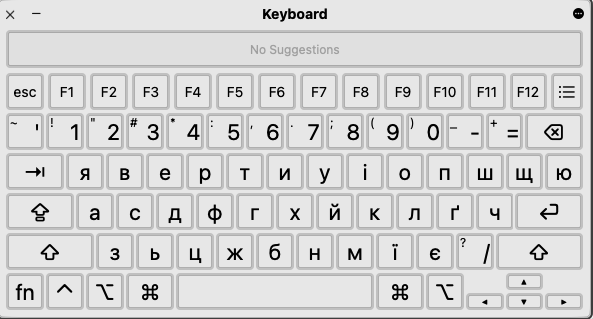 Keyboard
No Suggestions
esc F1 F2 F3 F4 F5 F6 F7 F8 F9 F10 F11 F12
~ ' ! 1 " 2 # 3 * 4 : 5 , 6 . 7 ; 8 ( 9 ) 0 _ - + =
я в е р т и у і о п ш щ ю
а с д ф г х й к л ґ ч
з ь ц ж б н м ї є ? /
fn ^ ⌥ ⌘ ⌘ ⌥